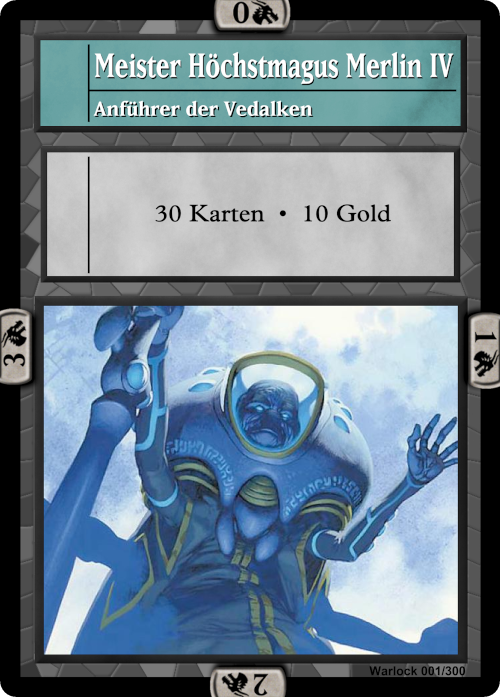 0
Meister Höchstmagus Merlin IV
Anführer der Vedalken
30 Karten • 10 Gold
3
1
Warlock 001/300
2